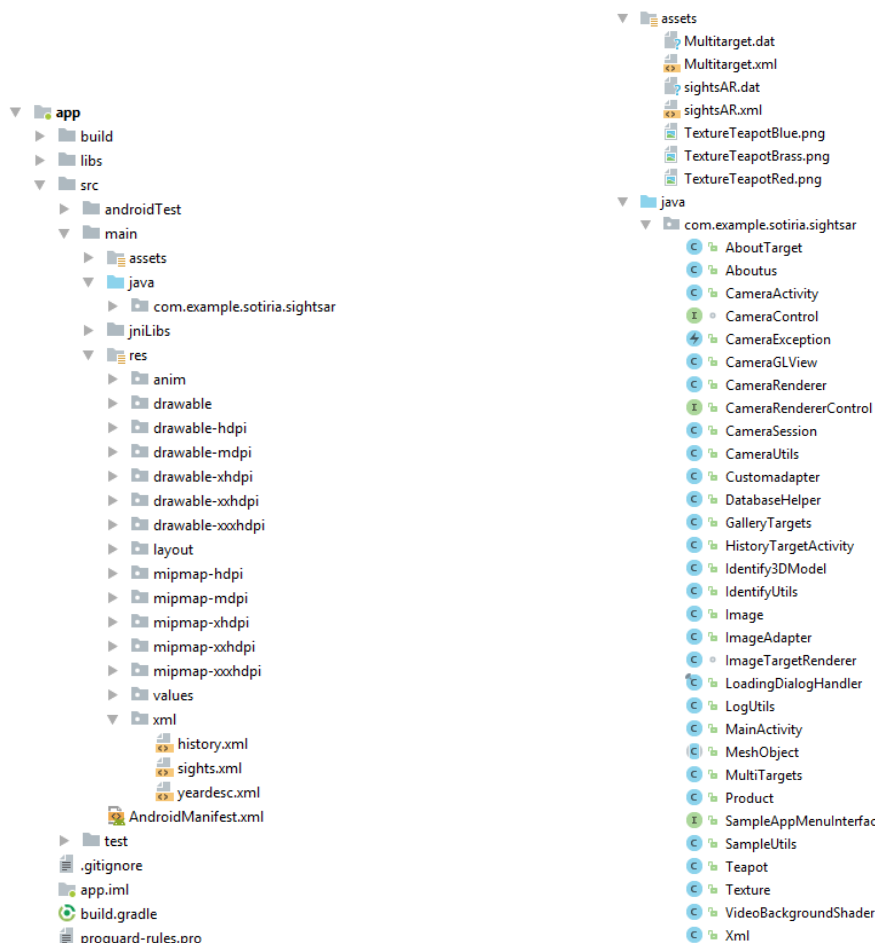 app
build
libs
src
androidTest
main
assets
java
com.example.sotiria.sightsar
jniLibs
res
anim
drawable
drawable-hdpi
drawable-mdpi
drawable-xhdpi
drawable-xxhdpi
drawable-xxxhdpi
layout
mipmap-hdpi
mipmap-mdpi
mipmap-xhdpi
mipmap-xxhdpi
mipmap-xxxhdpi
values
xml
history.xml
sights.xml
yeardesc.xml
AndroidManifest.xml
test
.gitignore
app.iml
build.gradle
proguard-rules.pro
assets
Multitarget.dat
Multitarget.xml
sightsAR.dat
sightsAR.xml
TextureTeapotBlue.png
TextureTeapotBrass.png
TextureTeapotRed.png
java
com.example.sotiria.sightsar
AboutTarget
Aboutus
CameraActivity
CameraControl
CameraException
CameraGLView
CameraRenderer
CameraRendererControl
CameraSession
CameraUtils
Customadapter
DatabaseHelper
GalleryTargets
HistoryTargetActivity
Identify3DModel
IdentifyUtils
Image
ImageAdapter
ImageTargetRenderer
LoadingDialogHandler
LogUtils
MainActivity
MeshObject
MultiTargets
Product
SampleAppMenuInterfac
SampleUtils
Teapot
Texture
VideoBackgroundShader
Xml